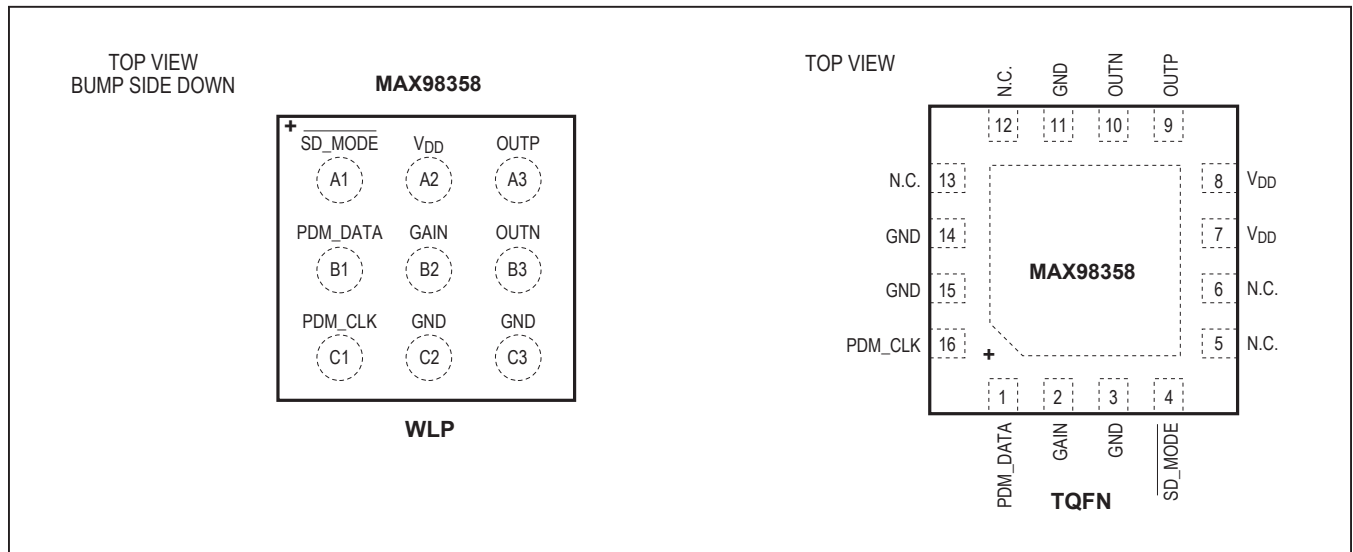 TOP VIEW
BUMP SIDE DOWN
MAX98358
+
SD_MODE VDD OUTP
A1 A2 A3
PDM_DATA GAIN OUTN
B1 B2 B3
PDM_CLK GND GND
C1 C2 C3
WLP
TOP VIEW
N.C. GND OUTN OUTP
12 11 10 9
N.C. 13
GND 14
GND 15
PDM_CLK 16
MAX98358
8 VDD
7 VDD
6 N.C.
5 N.C.
+
1 2 3 4
PDM_DATA GAIN GND SD_MODE
TQFN